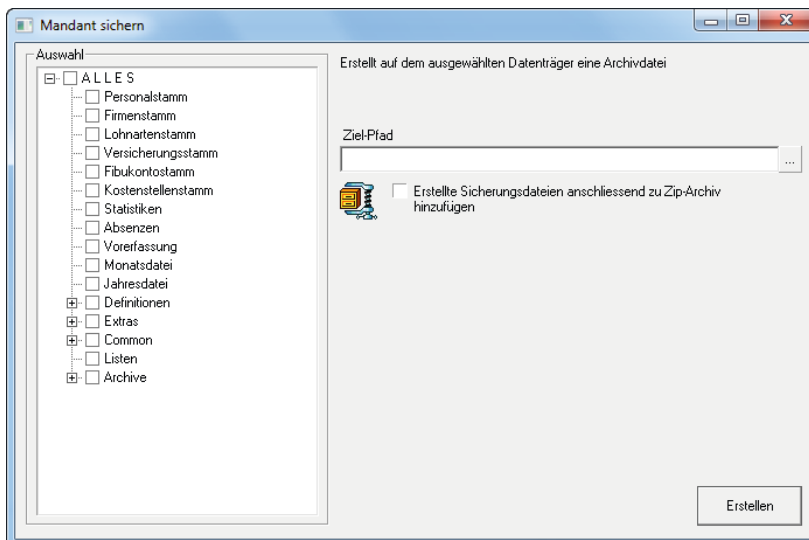 Mandant sichern
Auswahl
A L L E S
Personalstamm
Firmenstamm
Lohnartenstamm
Versicherungsstamm
Fibukontostamm
Kostenstellenstamm
Statistiken
Absenzen
Vorerfassung
Monatsdatei
Jahresdatei
Definitionen
Extras
Common
Listen
Archive
Erstellt auf dem ausgewählten Datenträger eine Archivdatei
Ziel-Pfad
...
Erstellte Sicherungsdateien anschliessend zu Zip-Archiv
hinzufügen
Erstellen